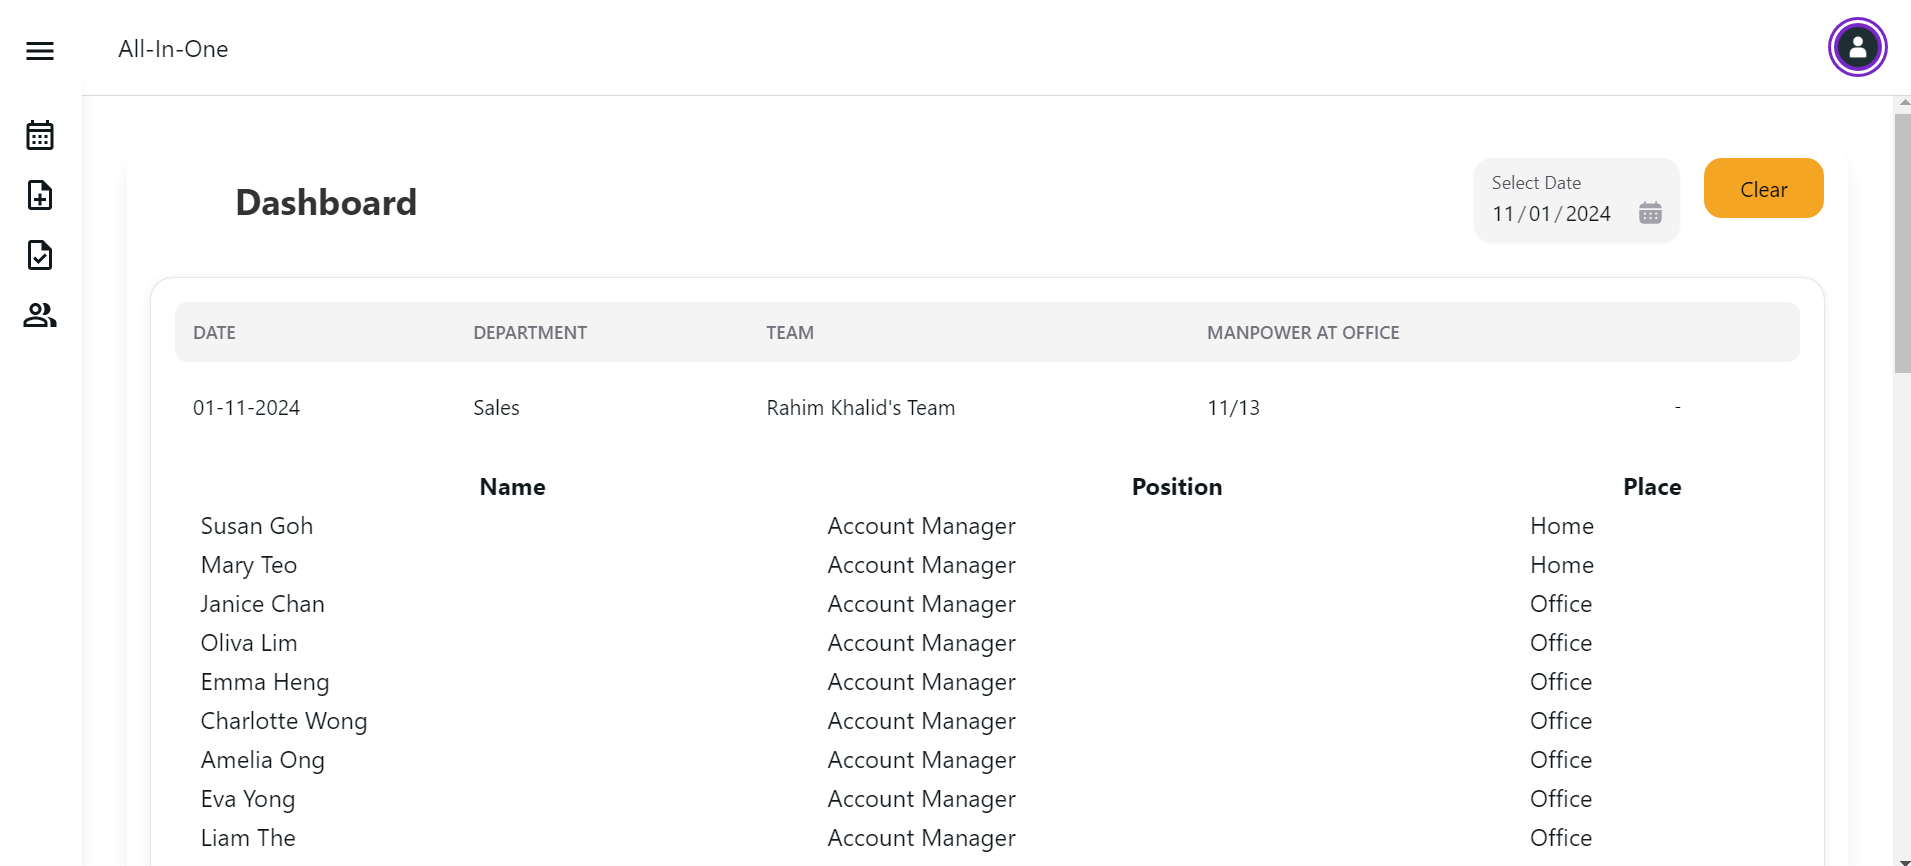 All-In-One
Dashboard
Select Date
11/01/2024
Clear
DATE DEPARTMENT TEAM MANPOWER AT OFFICE
01-11-2024 Sales Rahim Khalid's Team 11/13 -
Name Position Place
Susan Goh Account Manager Home
Mary Teo Account Manager Home
Janice Chan Account Manager Office
Oliva Lim Account Manager Office
Emma Heng Account Manager Office
Charlotte Wong Account Manager Office
Amelia Ong Account Manager Office
Eva Yong Account Manager Office
Liam The Account Manager Office